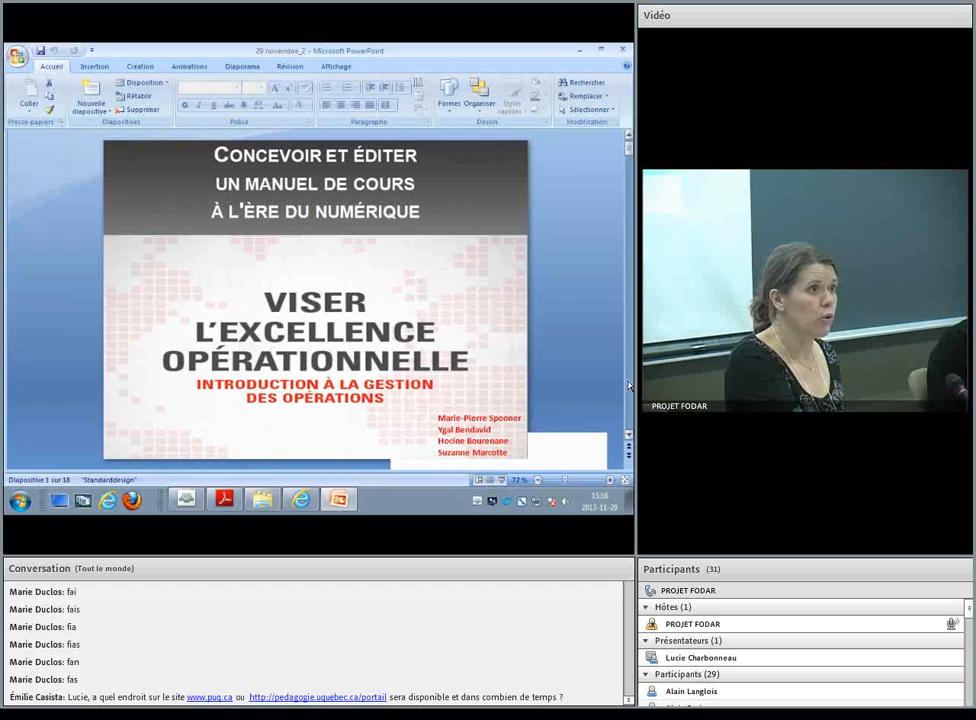 Vidéo
29 novembre_2 - Microsoft PowerPoint
Accueil Insertion Création Animations Diaporama Révision Affichage
Coller
Nouvelle diapositive
Disposition
Rétablir
Supprimer
Formes Organiser Styles rapides
Rechercher
Remplacer
Sélectionner
Presse-papiers Diapositives Police Paragraphe Dessin Modification
CONCEVOIR ET ÉDITER
UN MANUEL DE COURS
À L'ÈRE DU NUMÉRIQUE
VISER
L'EXCELLENCE
OPÉRATIONNELLE
INTRODUCTION À LA GESTION
DES OPÉRATIONS
Marie-Pierre Spooner
Ygal Bendavid
Hocine Bourenane
Suzanne Marcotte
Diapositive 1 sur 18 "Standarddesign" 72 %
15:16
2013-11-29
PROJET FODAR
Conversation (Tout le monde)
Marie Duclos: fai
Marie Duclos: fais
Marie Duclos: fia
Marie Duclos: fias
Marie Duclos: fan
Marie Duclos: fas
Émilie Casista: Lucie, a quel endroit sur le site www.puq.ca ou http://pedagogie.uquebec.ca/portail sera disponible et dans combien de temps ?
Participants (31)
PROJET FODAR
Hôtes (1)
PROJET FODAR
Présentateurs (1)
Lucie Charbonneau
Participants (29)
Alain Langlois